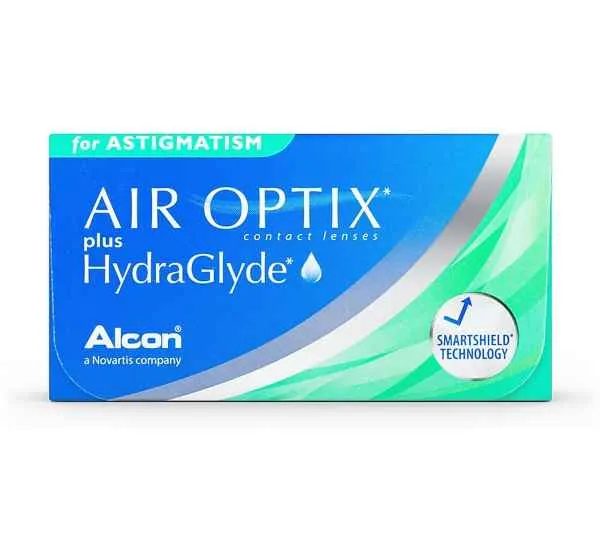 for ASTIGMATISM
AIR OPTIX*
contact lenses
plus
HydraGlyde*
Alcon®
a Novartis company
SMARTSHIELD*
TECHNOLOGY